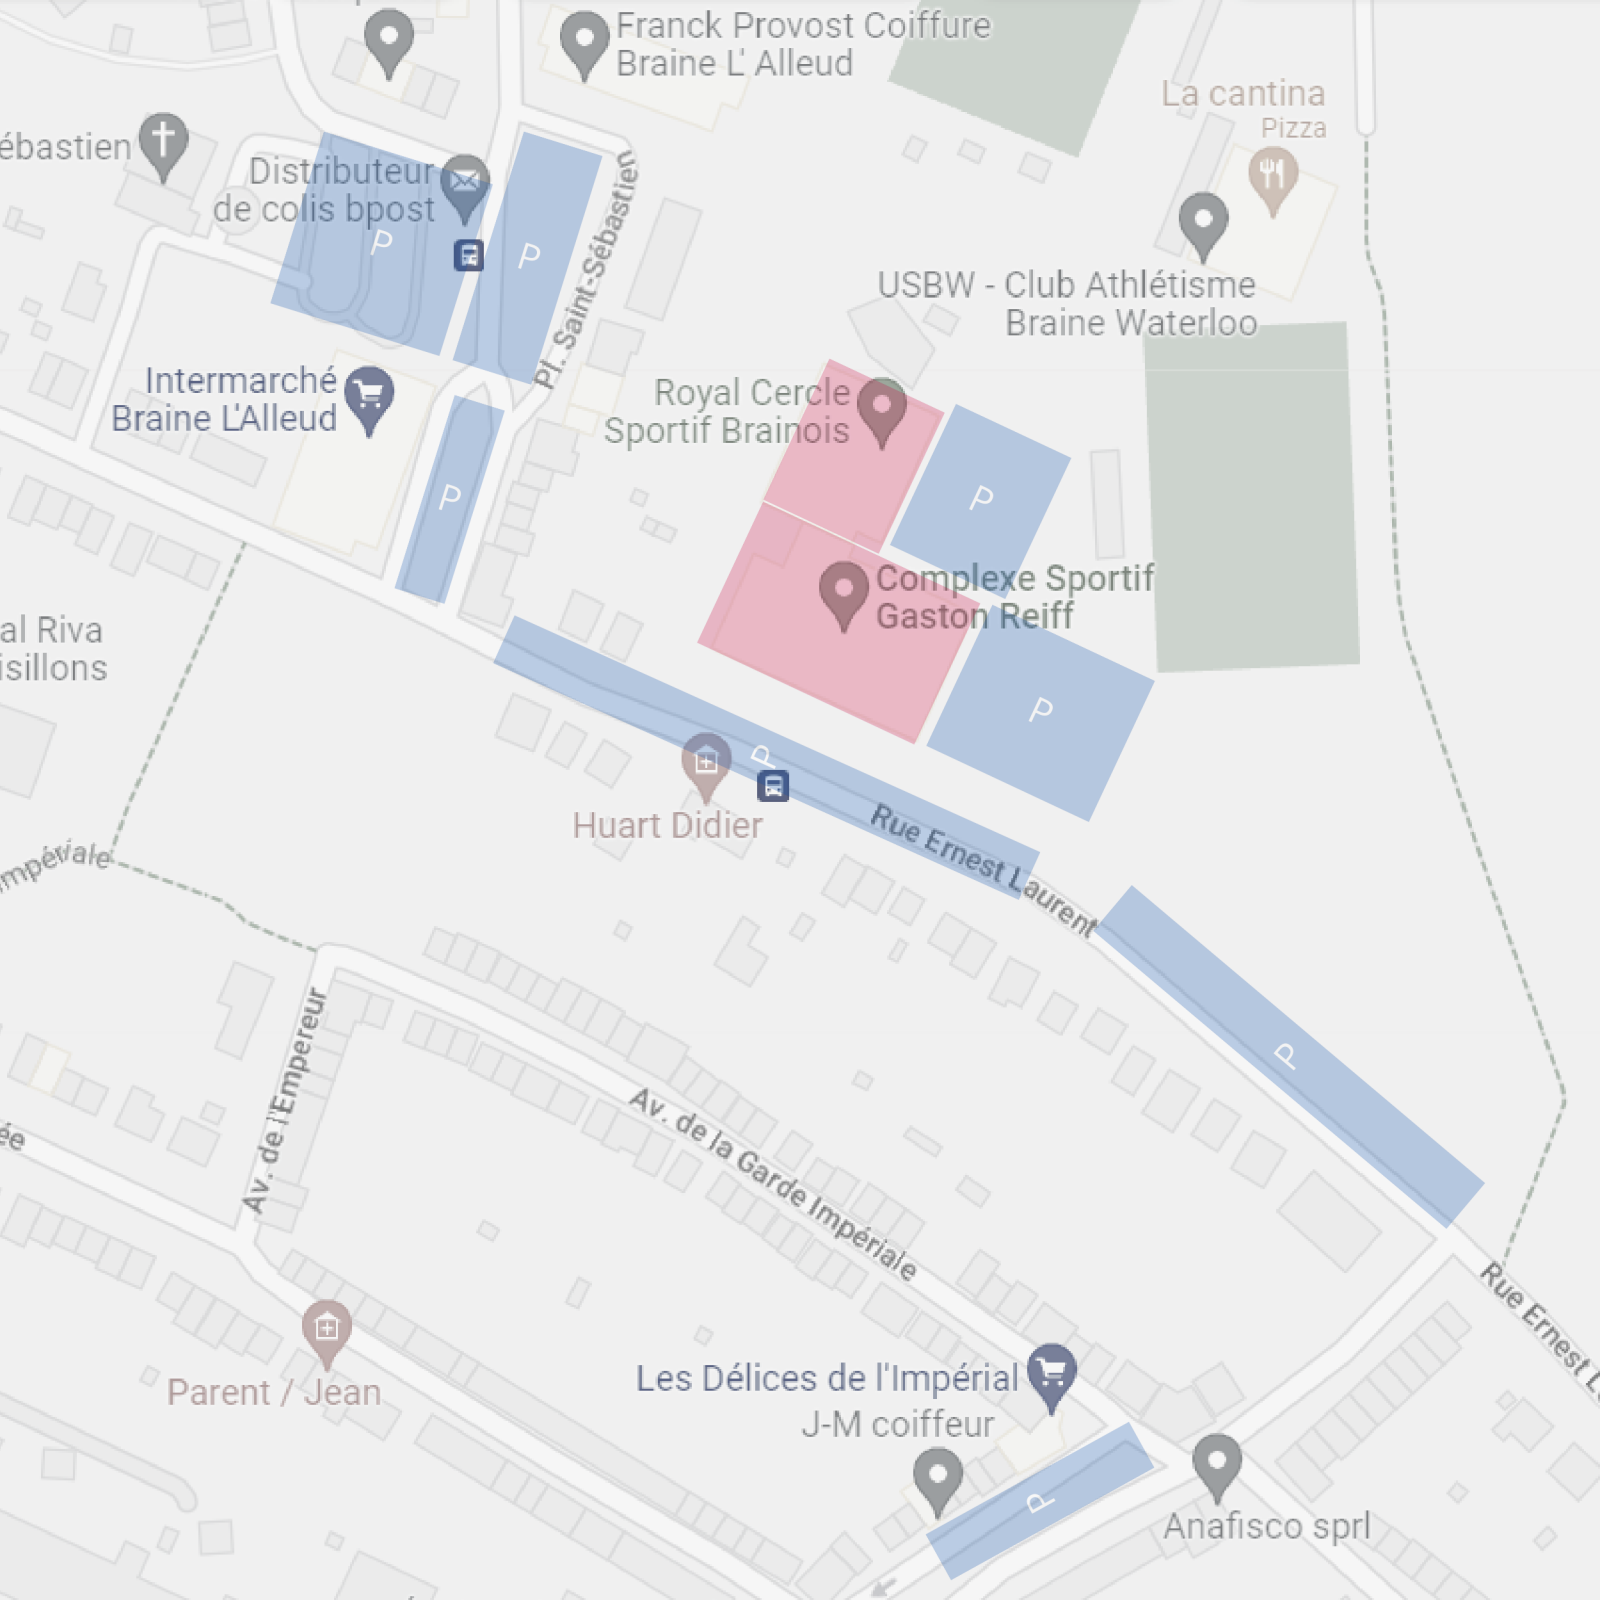 Franck Provost Coiffure
Braine L' Alleud
La cantina
Pizza
ébastien
Distributeur
de colis bpost
P
P
Pl. Saint-Sébastien
USBW - Club Athlétisme
Braine Waterloo
Intermarché
Braine L'Alleud
Royal Cercle
Sportif Brainois
P
P
Complexe Sportif
Gaston Reiff
al Riva
isillons
P
P
Huart Didier
Rue Ernest Laurent
mpériale
Av. de l'Empereur
P
Av. de la Garde Impériale
ée
Rue Ernest L
Parent / Jean
Les Délices de l'Impérial
J-M coiffeur
P
Anafisco sprl